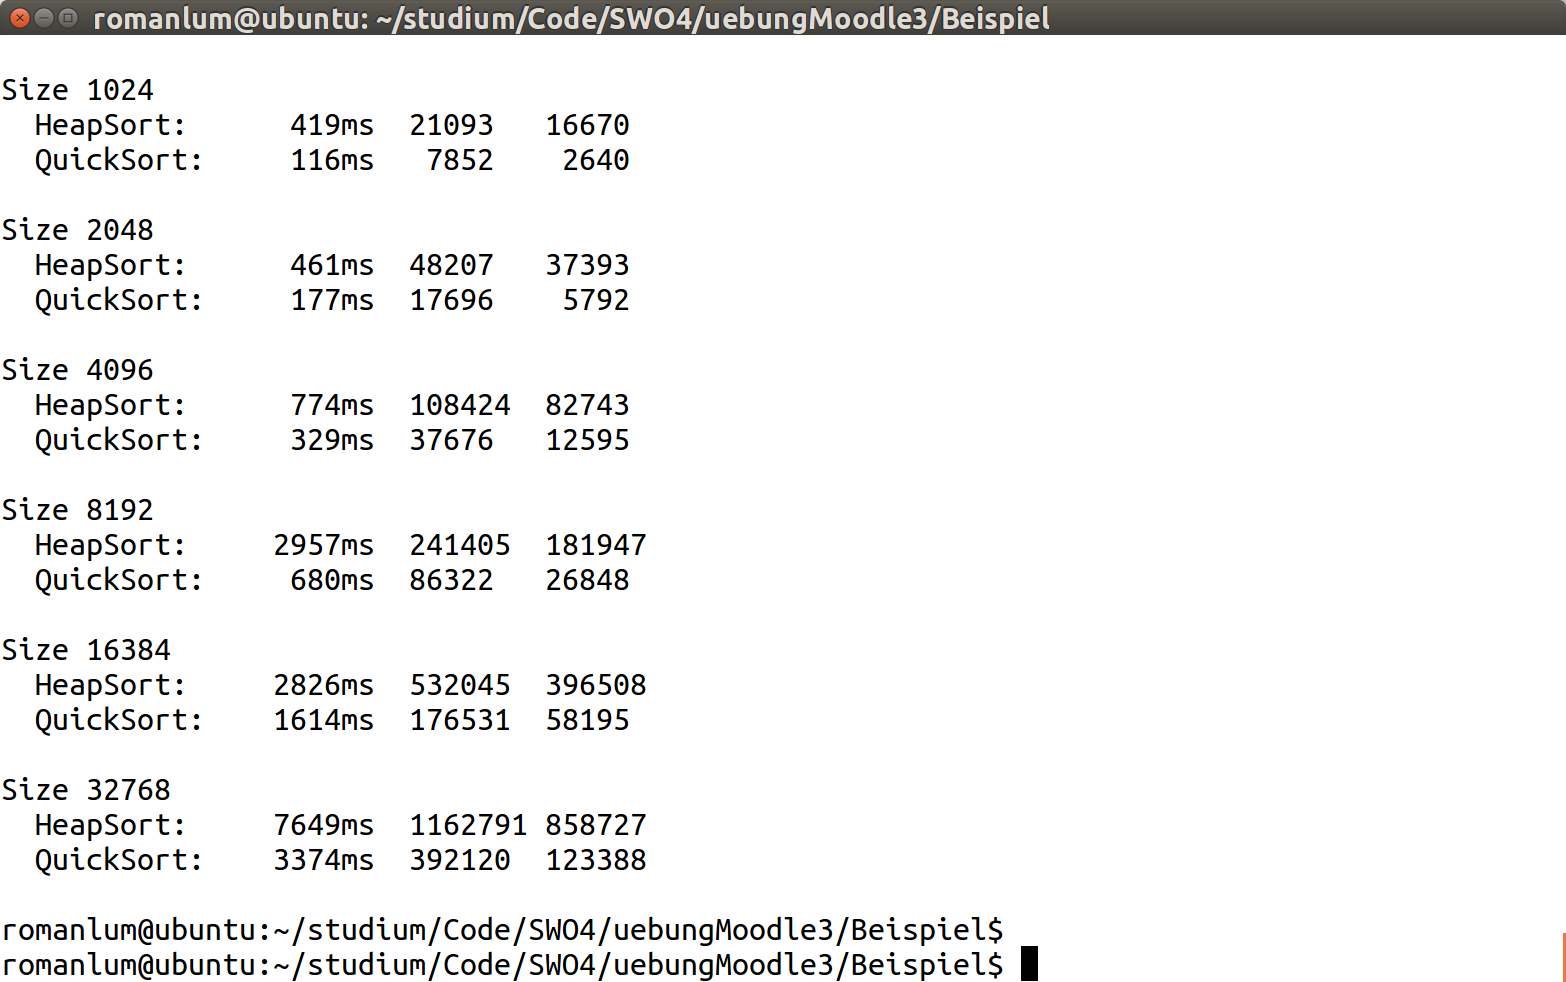 romanlum@ubuntu: ~/studium/Code/SWO4/uebungMoodle3/Beispiel
Size 1024
HeapSort: 419ms 21093 16670
QuickSort: 116ms 7852 2640
Size 2048
HeapSort: 461ms 48207 37393
QuickSort: 177ms 17696 5792
Size 4096
HeapSort: 774ms 108424 82743
QuickSort: 329ms 37676 12595
Size 8192
HeapSort: 2957ms 241405 181947
QuickSort: 680ms 86322 26848
Size 16384
HeapSort: 2826ms 532045 396508
QuickSort: 1614ms 176531 58195
Size 32768
HeapSort: 7649ms 1162791 858727
QuickSort: 3374ms 392120 123388
romanlum@ubuntu:~/studium/Code/SWO4/uebungMoodle3/Beispiel$
romanlum@ubuntu:~/studium/Code/SWO4/uebungMoodle3/Beispiel$